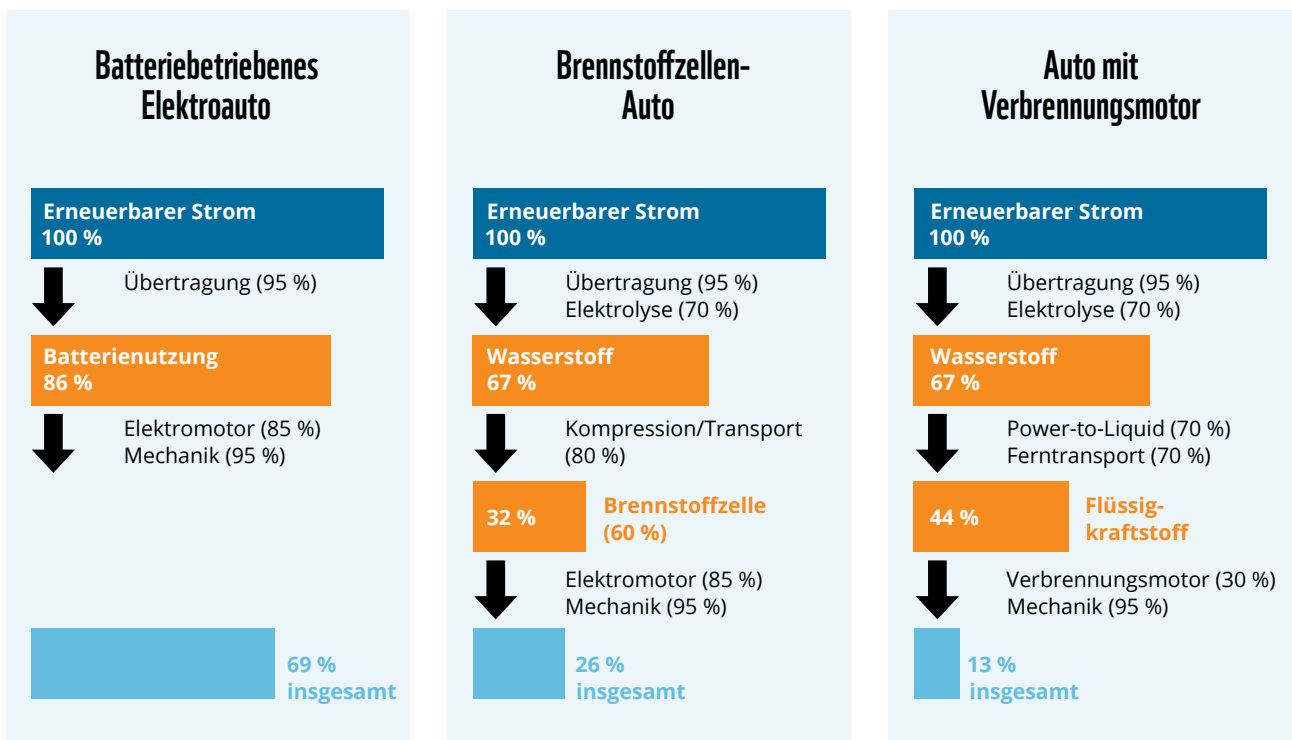 Batteriebetriebenes
Elektroauto
Erneuerbarer Strom
100 %
Übertragung (95 %)
Batterienutzung
86 %
Elektromotor (85 %)
Mechanik (95 %)
69 %
insgesamt
Brennstoffzellen-
Auto
Erneuerbarer Strom
100 %
Übertragung (95 %)
Elektrolyse (70 %)
Wasserstoff
67 %
Kompression/Transport
(80 %)
32 %
Brennstoffzelle
(60 %)
Elektromotor (85 %)
Mechanik (95 %)
26 %
insgesamt
Auto mit
Verbrennungsmotor
Erneuerbarer Strom
100 %
Übertragung (95 %)
Elektrolyse (70 %)
Wasserstoff
67 %
Power-to-Liquid (70 %)
Ferntransport (70 %)
44 %
Flüssig-
kraftstoff
Verbrennungsmotor (30 %)
Mechanik (95 %)
13 %
insgesamt